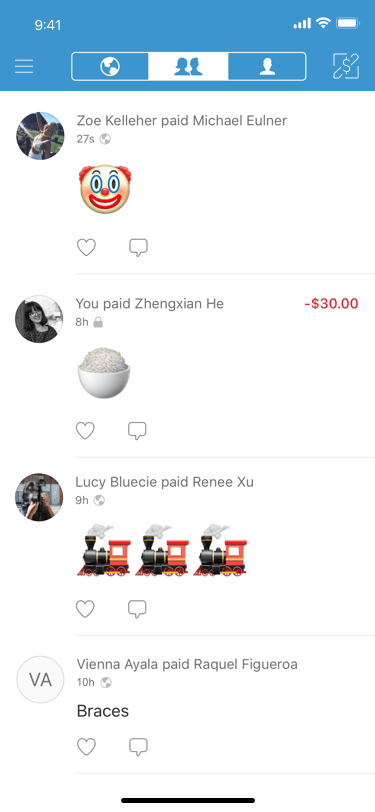 9:41
Zoe Kelleher paid Michael Eulner
27s
You paid Zhengxian He -$30.00
8h
Lucy Bluecie paid Renee Xu
9h
VA
Vienna Ayala paid Raquel Figueroa
10h
Braces